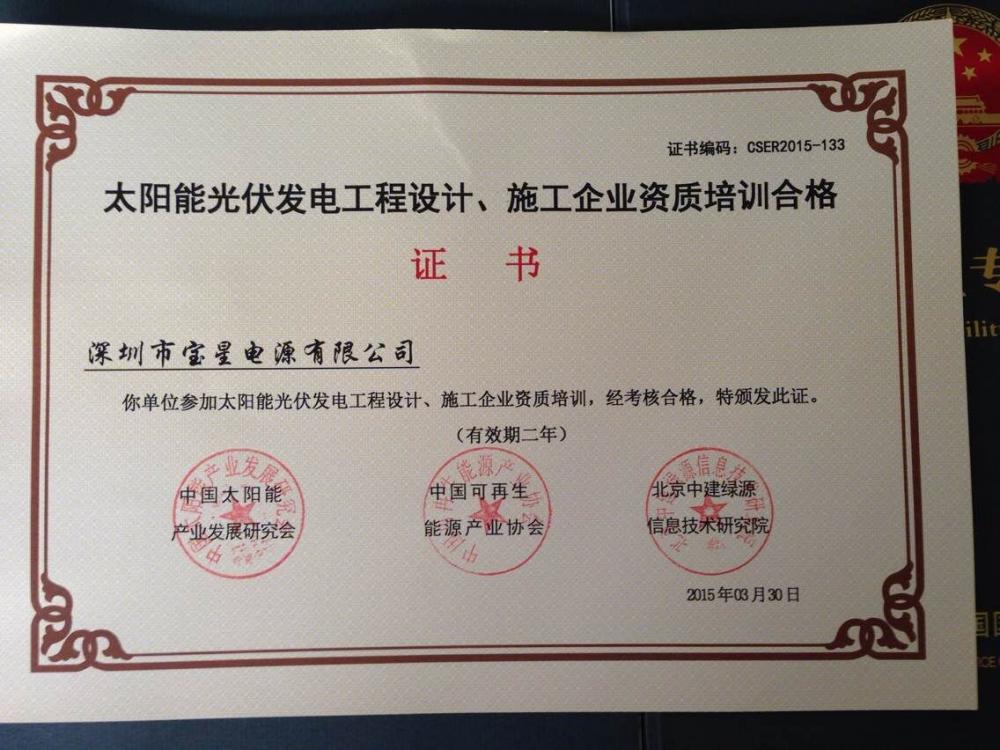 证书编码：CSER2015-133
太阳能光伏发电工程设计、施工企业资质培训合格
证 书
深圳市宝星电源有限公司
你单位参加太阳能光伏发电工程设计、施工企业资质培训，经考核合格，特颁发此证。
（有效期二年）
中国太阳能
产业发展研究会
中国可再生
能源产业协会
北京中建绿源
信息技术研究院
2015年03月30日